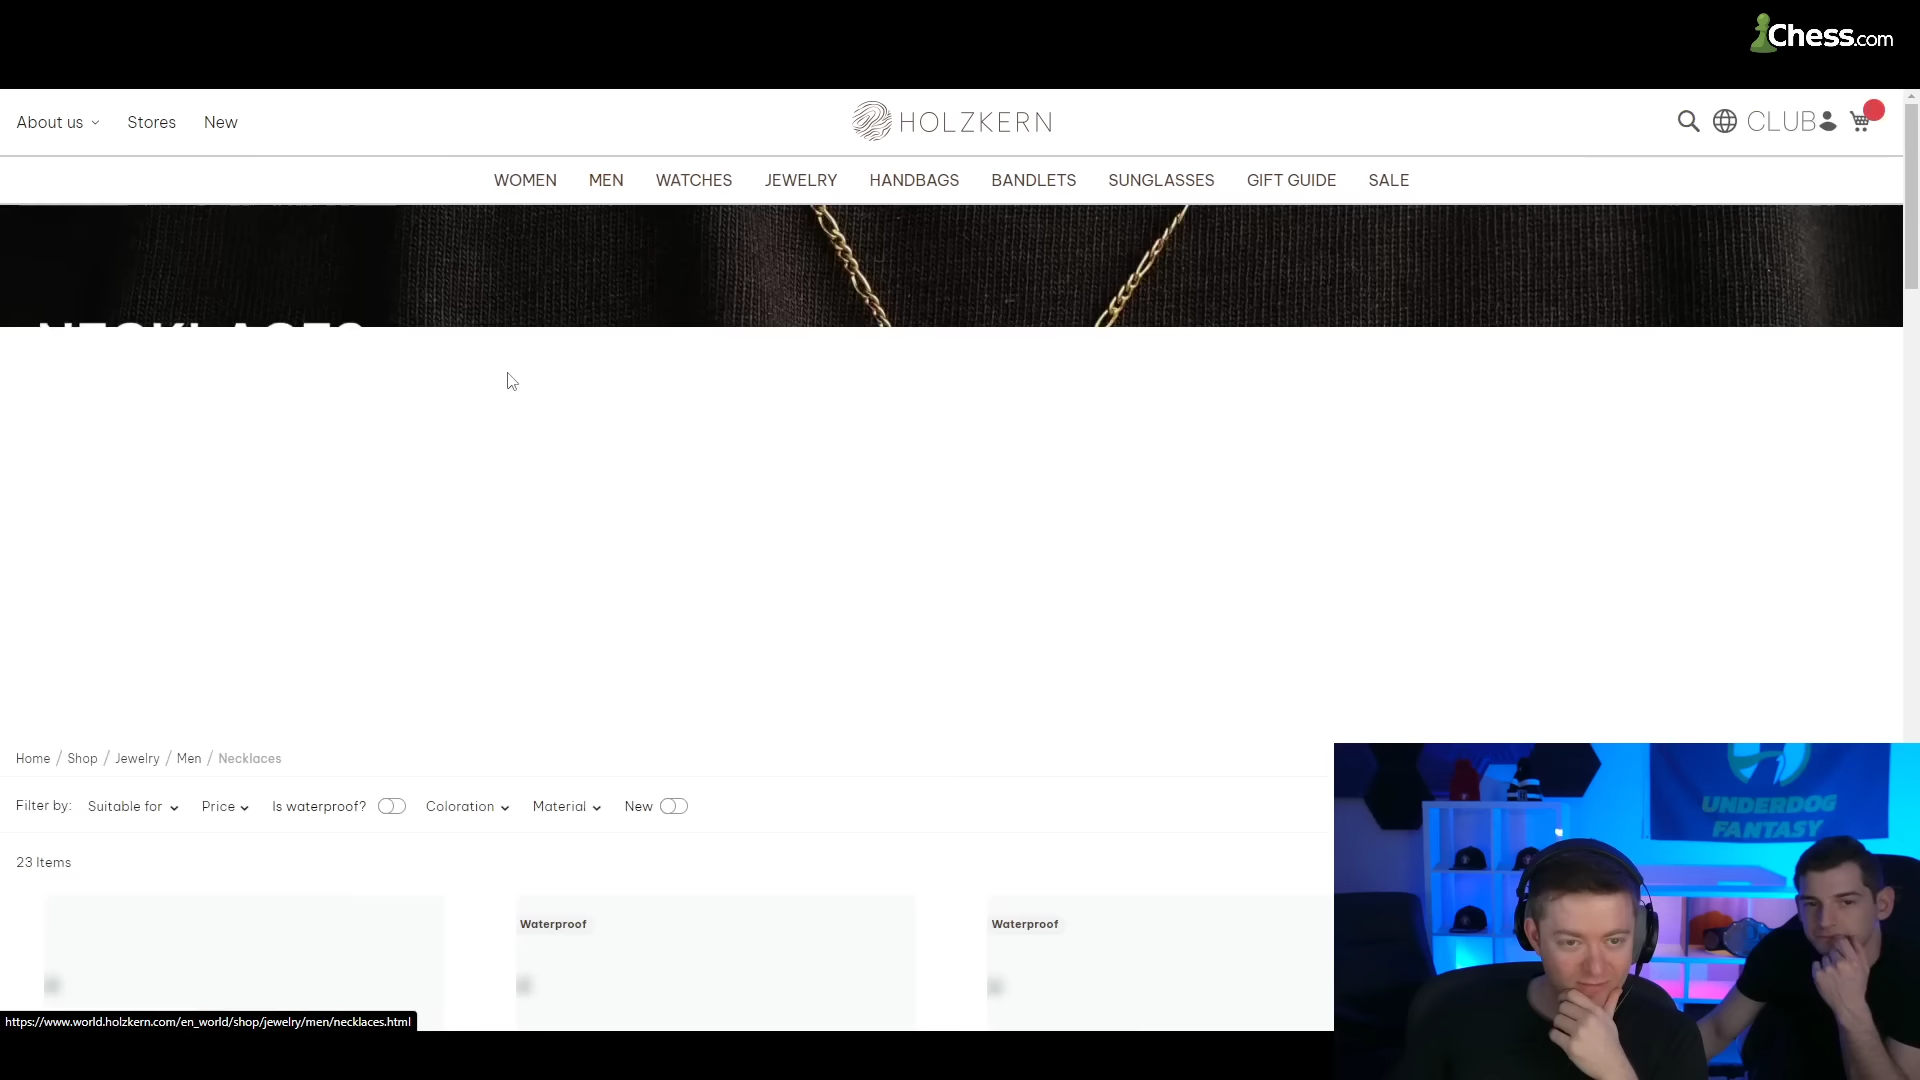 Chess.com
About us
Stores
New
HOLZKERN
CLUB
WOMEN
MEN
WATCHES
JEWELRY
HANDBAGS
BANDLETS
SUNGLASSES
GIFT GUIDE
SALE
NECKLACES
Home / Shop / Jewelry / Men / Necklaces
Filter by:
Suitable for
Price
Is waterproof?
Coloration
Material
New
23 Items
Waterproof
Waterproof
https://www.world.holzkern.com/en_world/shop/jewelry/men/necklaces.html
UNDERDOG
FANTASY